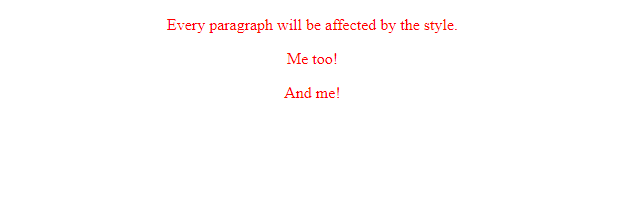 Every paragraph will be affected by the style.
Me too!
And me!